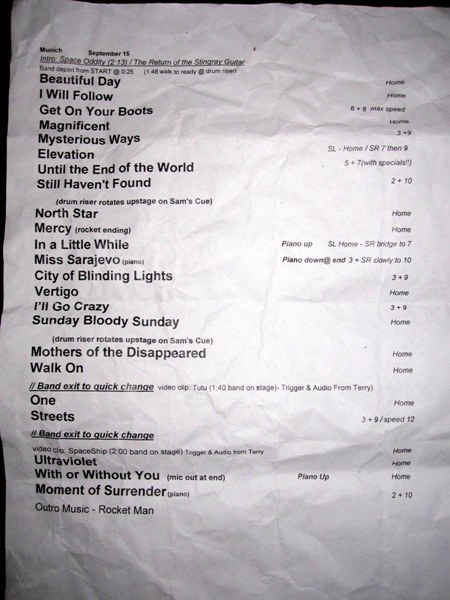 Munich September 15
Intro: Space Oddity (2:13) / The Return of the Stingray Guitar
Band depart from START @ 0:25 (1:48 walk to ready @ drum riser)
Beautiful Day Home
I Will Follow Home
Get On Your Boots 6 + 8 max speed
Magnificent Home
Mysterious Ways 3 +9
Elevation SL - Home / SR 7 then 9
Until the End of the World 5 + 7(with specials!!)
Still Haven't Found 2 + 10
(drum riser rotates upstage on Sam's Cue)
North Star Home
Mercy (rocket ending) Home
In a Little While Piano up SL Home - SR bridge to 7
Miss Sarajevo (piano) Piano down@ end 3 + SR slowly to 10
City of Blinding Lights 3 +9
Vertigo Home
I'll Go Crazy 3 +9
Sunday Bloody Sunday Home
(drum riser rotates upstage on Sam's Cue)
Mothers of the Disappeared Home
Walk On Home
// Band exit to quick change video clip: Tutu (1:40 band on stage)- Trigger & Audio From Terry)
One Home
Streets 3 + 9 / speed 12
// Band exit to quick change
video clip: SpaceShip (2:00 band on stage) Trigger & Audio from Terry Home
Ultraviolet Home
With or Without You (mic out at end) Piano Up Home
Moment of Surrender (piano) 2 + 10
Outro Music - Rocket Man